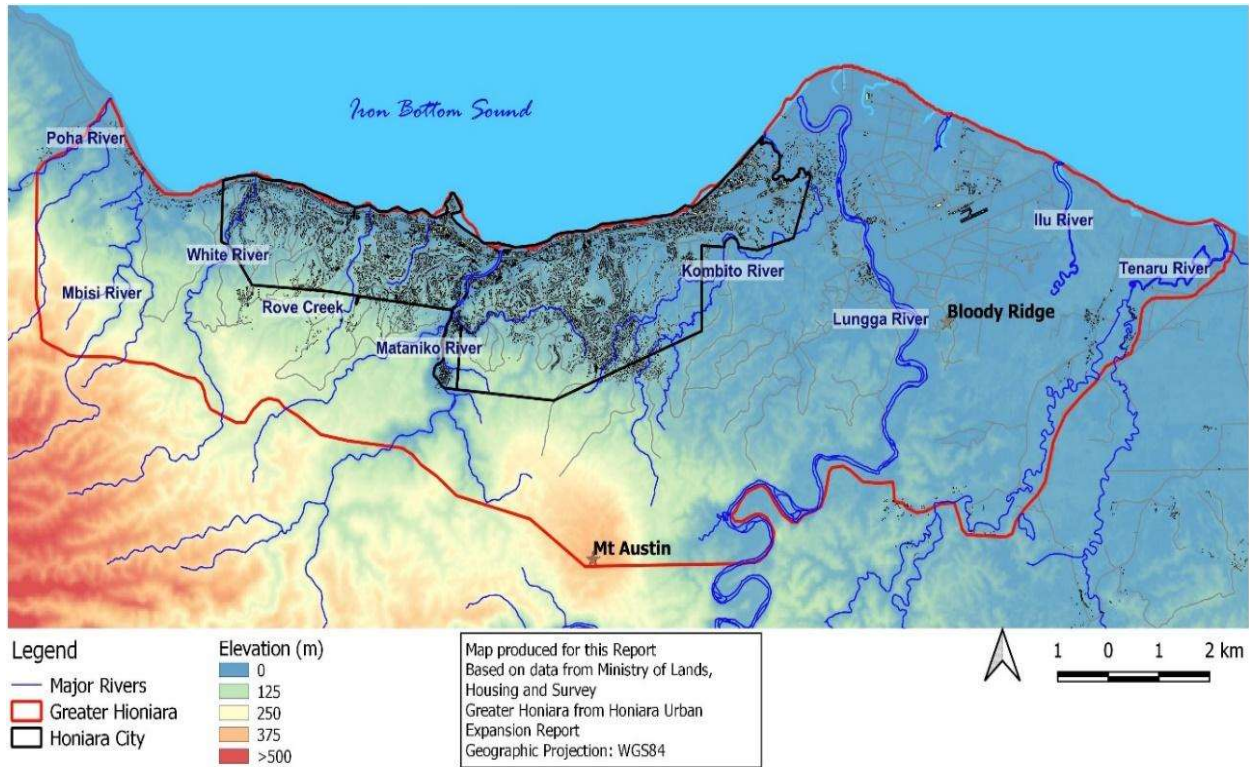 Iron Bottom Sound
Poha River
White River
Mbisi River
Rove Creek
Mataniko River
Kombito River
Lungga River
Bloody Ridge
Ilu River
Tenaru River
Mt Austin
Legend
Major Rivers
Greater Hioniara
Honiara City
Elevation (m)
0
125
250
375
>500
Map produced for this Report
Based on data from Ministry of Lands,
Housing and Survey
Greater Honiara from Honiara Urban
Expansion Report
Geographic Projection: WGS84
1 0 1 2 km